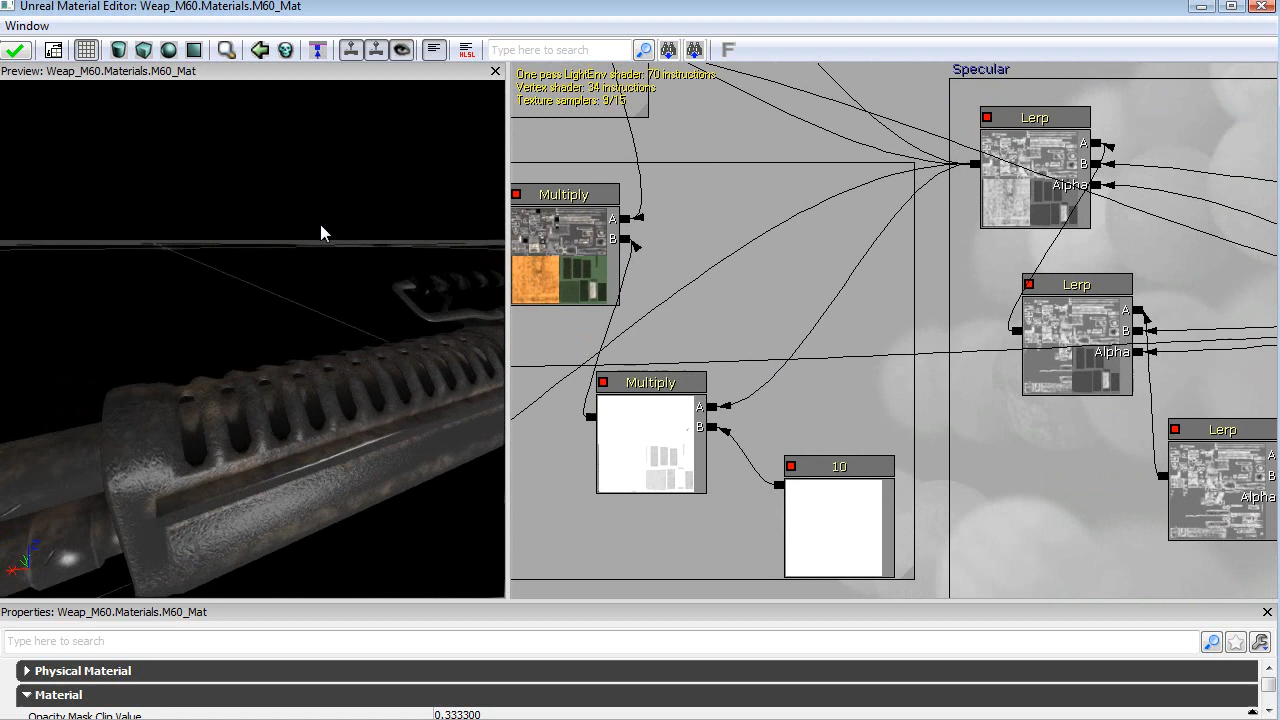 Unreal Material Editor: Weap_M60.Materials.M60_Mat
Window
Type here to search
F
Preview: Weap_M60.Materials.M60_Mat
One pass LightEnv shader: 70 instructions
Vertex shader: 34 instructions
Texture samplers: 9/15
Specular
Lerp
A
B
Alpha
Multiply
A
B
Lerp
A
B
Alpha
Multiply
A
B
Lerp
A
B
Alpha
10
Properties: Weap_M60.Materials.M60_Mat
Type here to search
Physical Material
Material
Opacity Mask Clip Value 0.333300